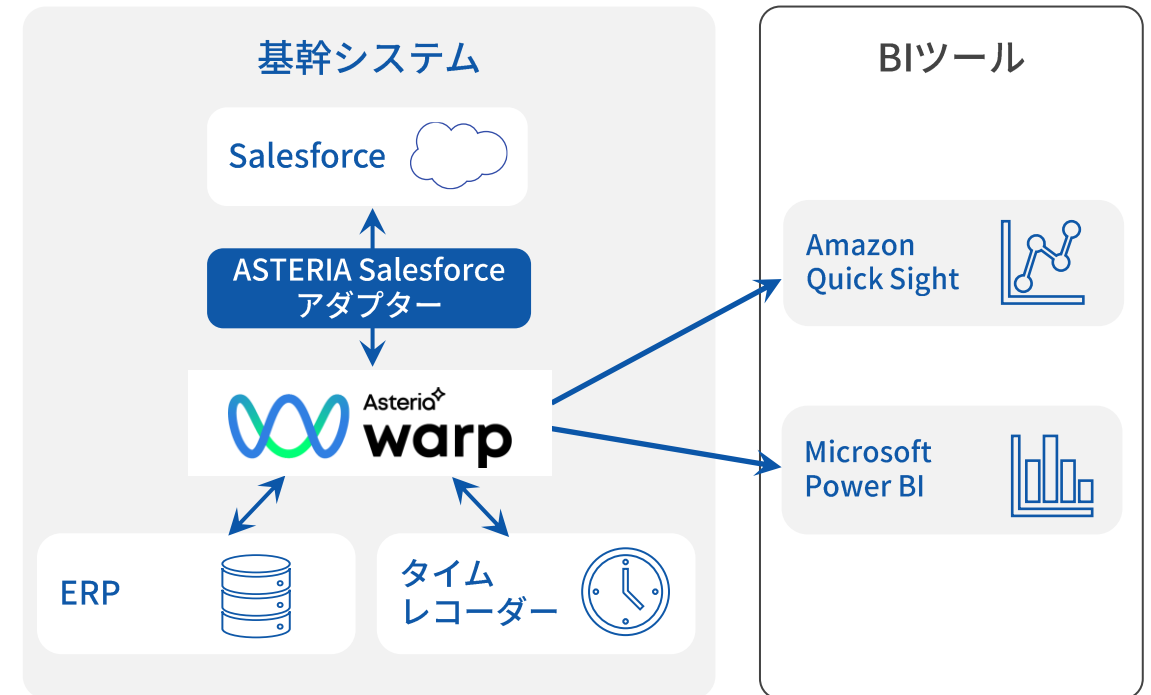 基幹システム
Salesforce
ASTERIA Salesforce
アダプター
Asteria
warp
ERP
タイム
レコーダー
BIツール
Amazon
Quick Sight
Microsoft
Power BI